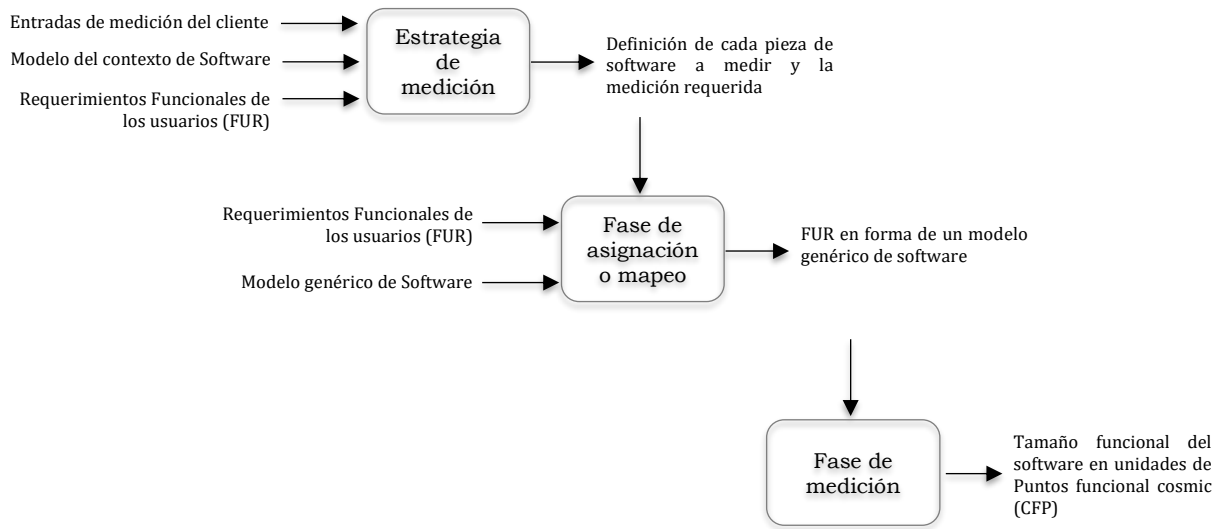 Entradas de medición del cliente
Modelo del contexto de Software
Requerimientos Funcionales de
los usuarios (FUR)
Estrategia
de
medición
Definición de cada pieza de
software a medir y la
medición requerida
Requerimientos Funcionales de
los usuarios (FUR)
Modelo genérico de Software
Fase de
asignación
o mapeo
FUR en forma de un modelo
genérico de software
Fase de
medición
Tamaño funcional del
software en unidades de
Puntos funcional cosmic
(CFP)